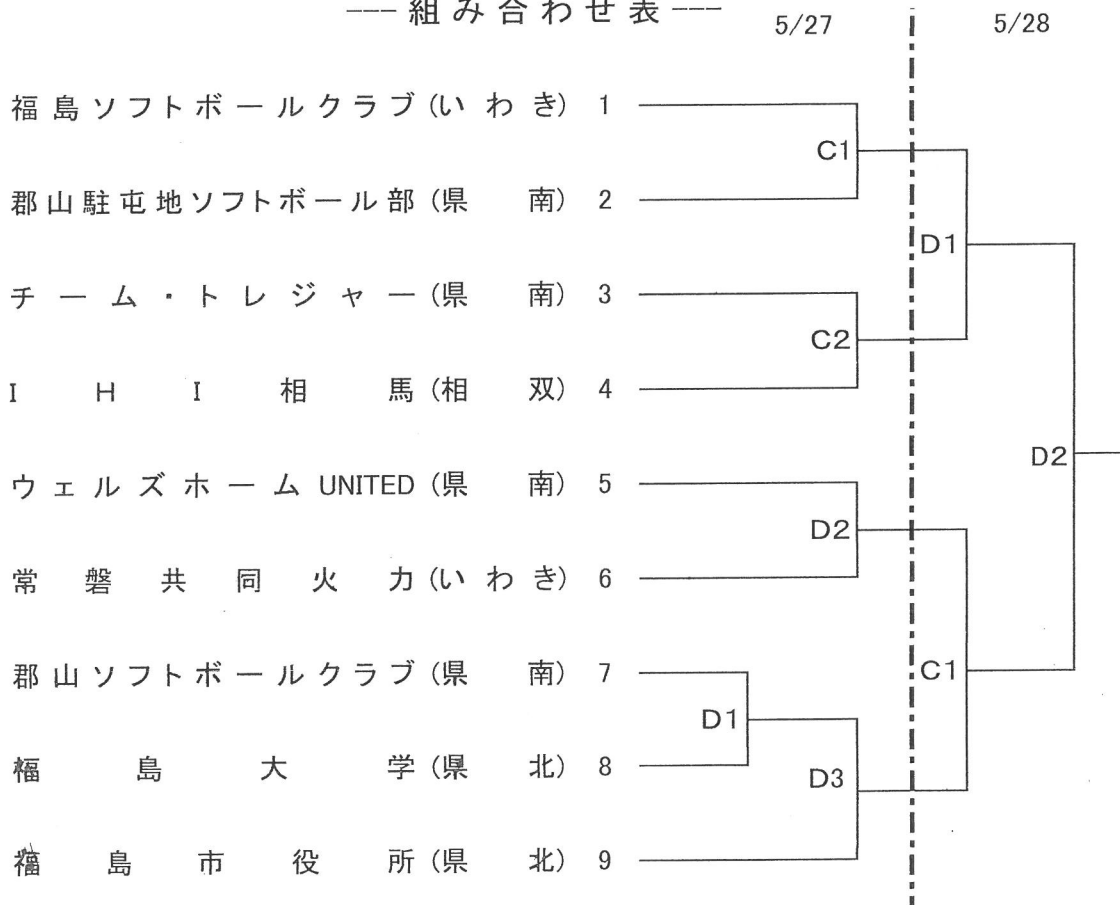 --- 組み合わせ表 ---
5/27 5/28
福島ソフトボールクラブ(いわき) 1
C1
郡山駐屯地ソフトボール部(県南) 2
D1
チーム・トレジャー(県南) 3
C2
IHI相馬(相双) 4
D2
ウェルズホームUNITED(県南) 5
D2
常磐共同火力(いわき) 6
郡山ソフトボールクラブ(県南) 7
C1
D1
福島大学(県北) 8
D3
福島市役所(県北) 9